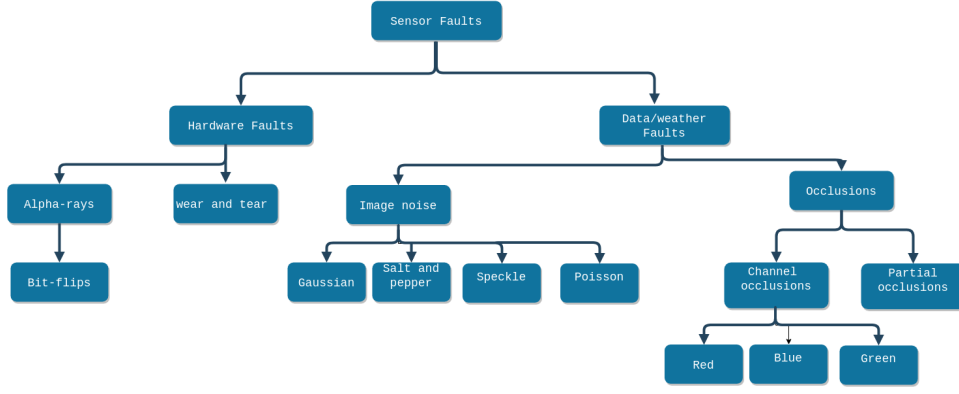 Sensor Faults
Hardware Faults
Data/weather
Faults
Alpha-rays
wear and tear
Image noise
Occlusions
Bit-flips
Gaussian
Salt and
pepper
Speckle
Poisson
Channel
occlusions
Partial
occlusions
Red
Blue
Green